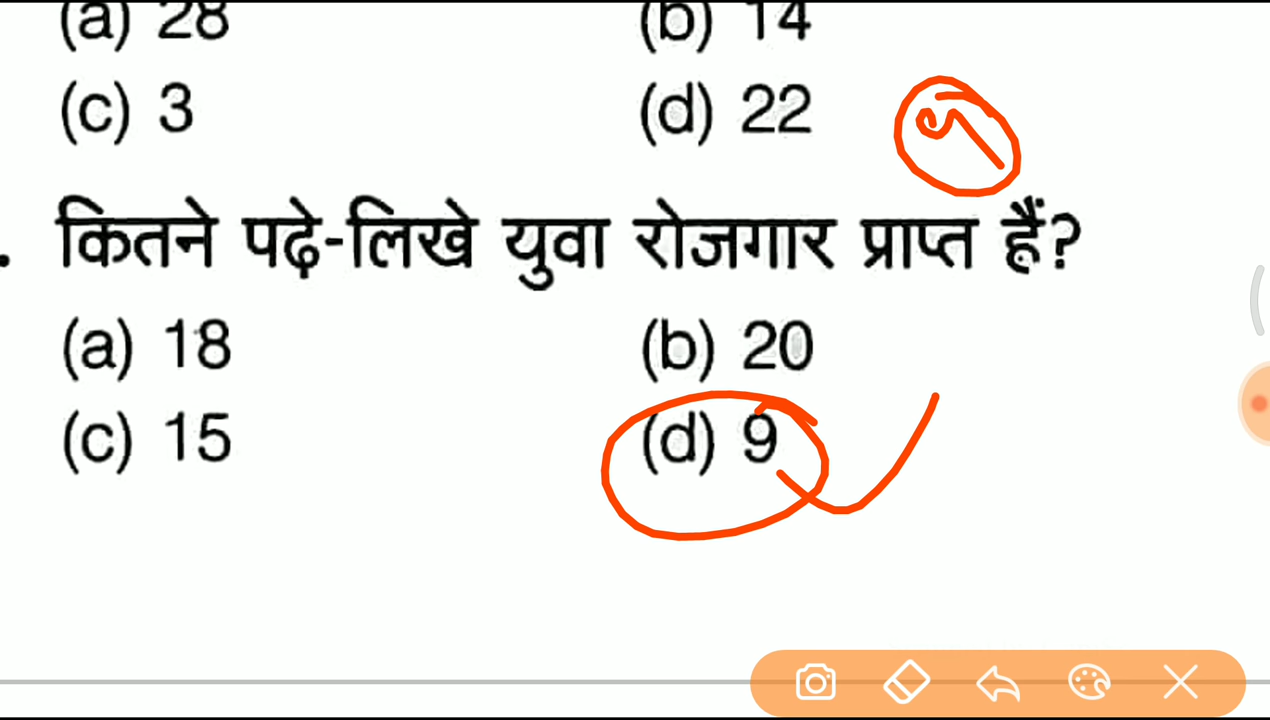 (a) 28 (b) 14
(c) 3 (d) 22
. कितने पढ़े-लिखे युवा रोजगार प्राप्त हैं?
(a) 18 (b) 20
(c) 15 (d) 9